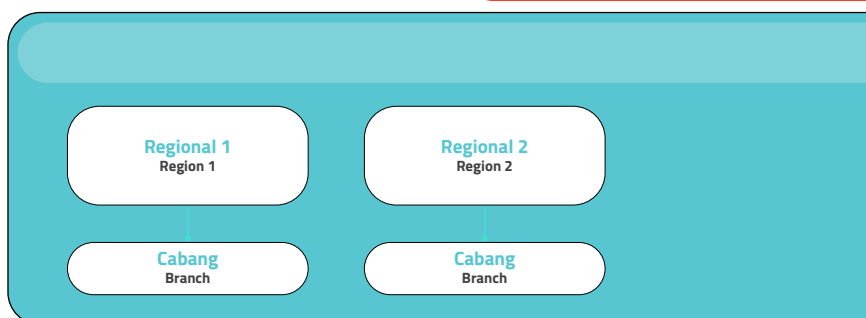 Regional 1
Region 1
Regional 2
Region 2
Cabang
Branch
Cabang
Branch